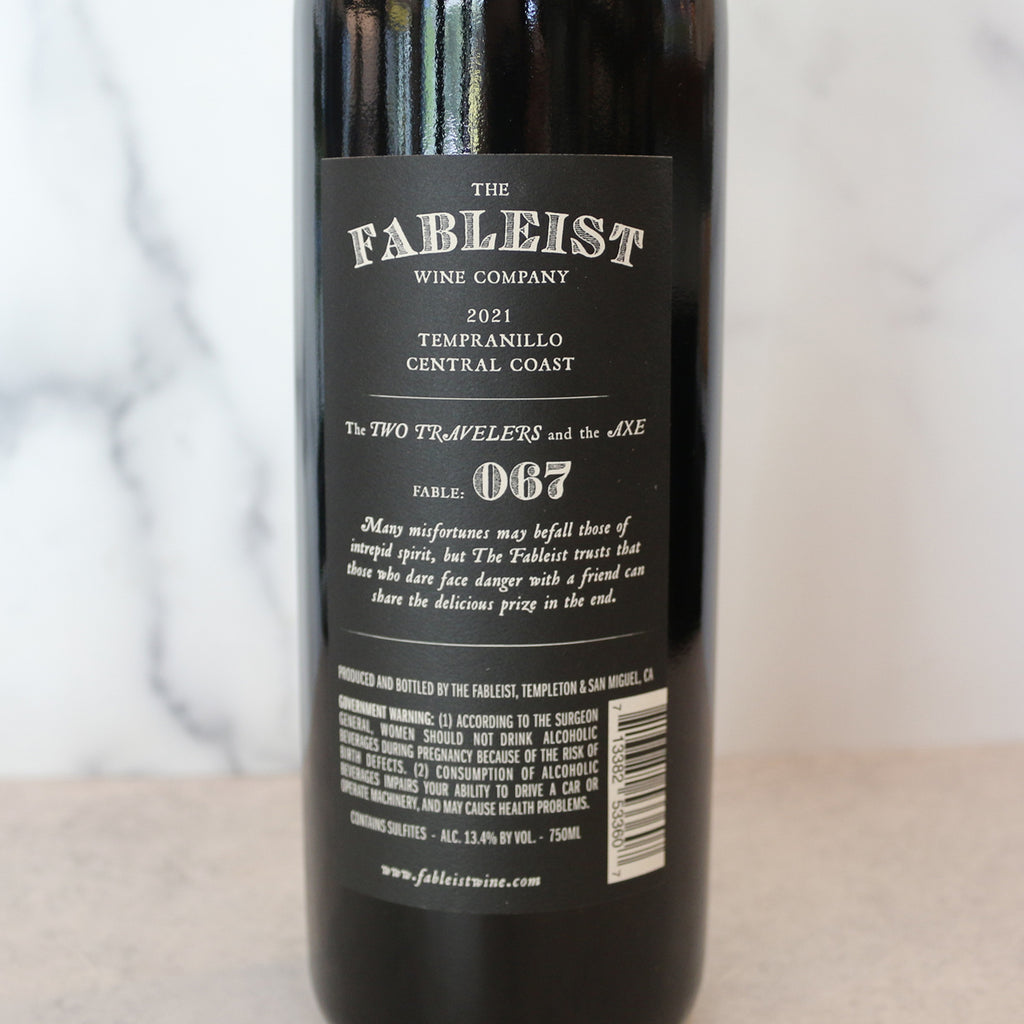 THE
FABLEIST
WINE COMPANY
2021
TEMPRANILLO
CENTRAL COAST
The TWO TRAVELERS and the AXE
FABLE: 067
Many misfortunes may befall those of
intrepid spirit, but The Fableist trusts that
those who dare face danger with a friend can
share the delicious prize in the end.
PRODUCED AND BOTTLED BY THE FABLEIST, TEMPLETON & SAN MIGUEL, CA
GOVERNMENT WARNING: (1) ACCORDING TO THE SURGEON
GENERAL, WOMEN SHOULD NOT DRINK ALCOHOLIC
BEVERAGES DURING PREGNANCY BECAUSE OF THE RISK OF
BIRTH DEFECTS. (2) CONSUMPTION OF ALCOHOLIC
BEVERAGES IMPAIRS YOUR ABILITY TO DRIVE A CAR OR
OPERATE MACHINERY, AND MAY CAUSE HEALTH PROBLEMS.
CONTAINS SULFITES - ALC. 13.4% BY VOL. - 750ML
www.fableistwine.com
7 13382 53360 7